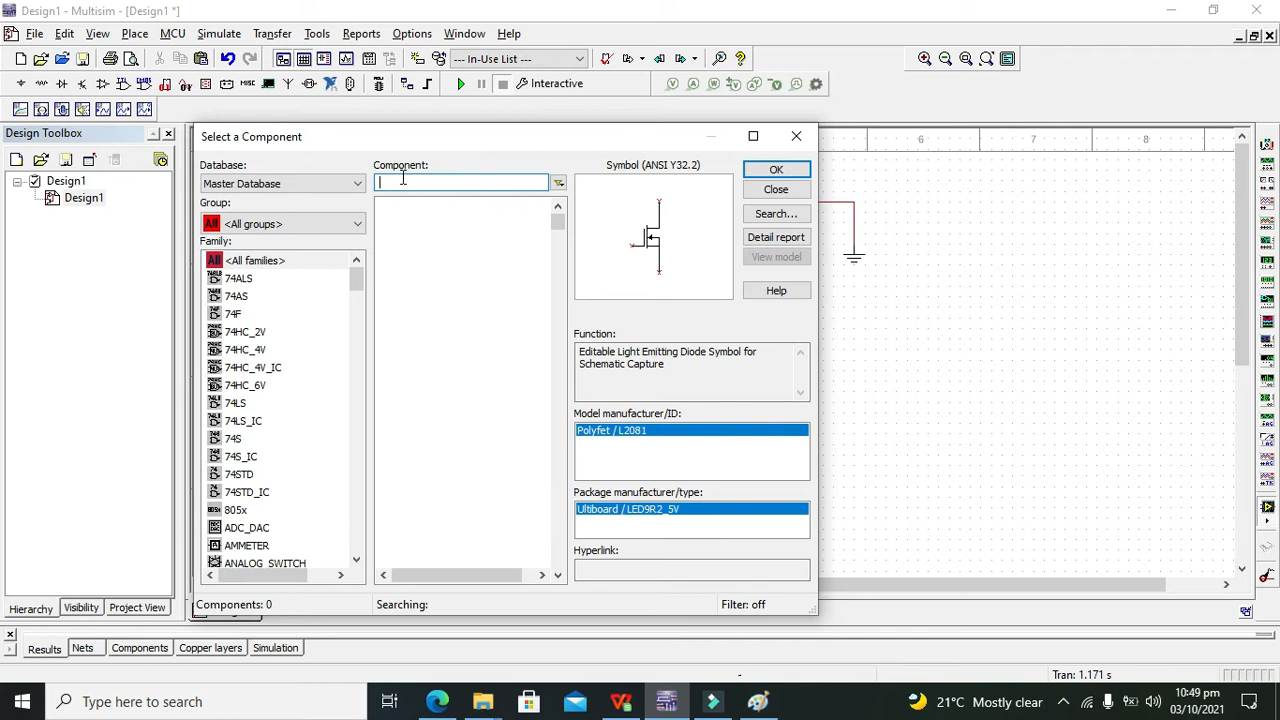 Design1 - Multisim - [Design1 *]
File Edit View Place MCU Simulate Transfer Tools Reports Options Window Help
--- In-Use List ---
Interactive
Design Toolbox
Design1
Design1
Select a Component
Database:
Master Database
Group:
All <All groups>
Family:
All <All families>
74ALS
74AS
74F
74HC_2V
74HC_4V
74HC_4V_IC
74HC_6V
74LS
74LS_IC
74S
74S_IC
74STD
74STD_IC
805x
ADC_DAC
AMMETER
ANALOG_SWITCH
Components: 0
Component:
Searching:
Symbol (ANSI Y32.2)
OK
Close
Search...
Detail report
View model
Help
Function:
Editable Light Emitting Diode Symbol for
Schematic Capture
Model manufacturer/ID:
Polyfet / L2081
Package manufacturer/type:
Ultiboard / LED9R2_5V
Hyperlink:
Filter: off
6 7 8
Hierarchy Visibility Project View
Results Nets Components Copper layers Simulation
- Tran: 1.171 s
Type here to search
21°C Mostly clear
10:49 pm
03/10/2021